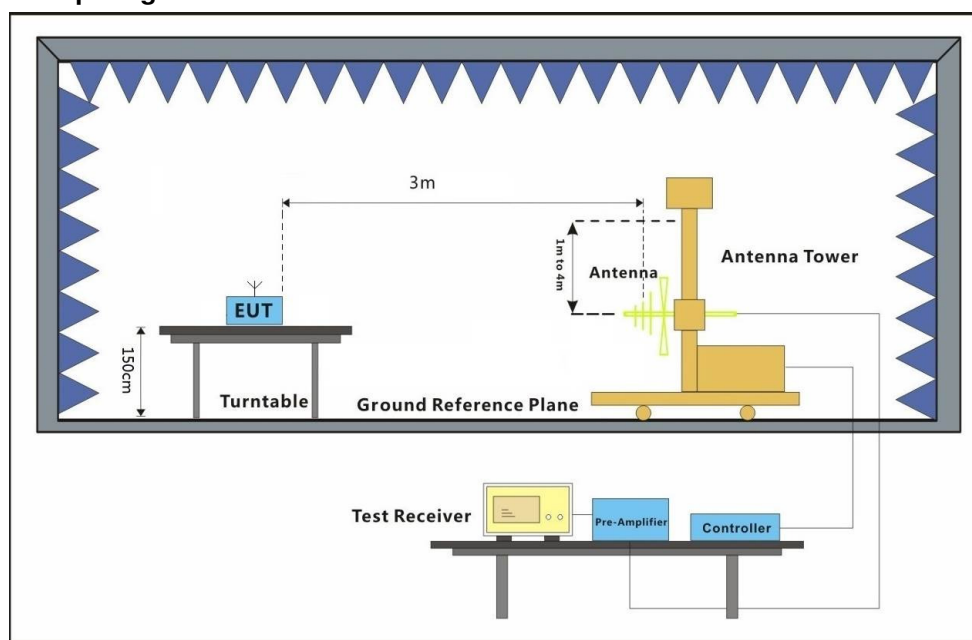 3m
1m to 4m
Antenna
Antenna Tower
EUT
150cm
Turntable
Ground Reference Plane
Test Receiver
Pre-Amplifier
Controller